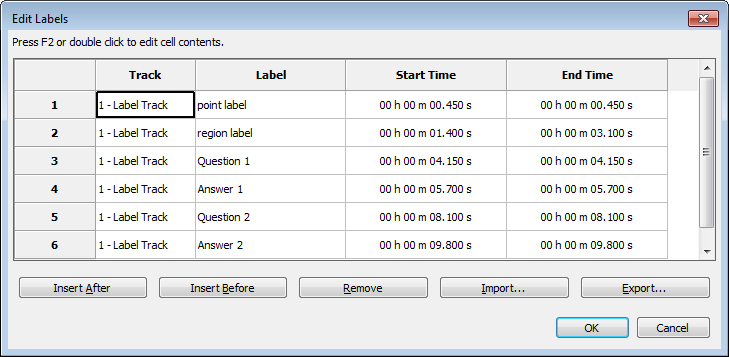 Edit Labels
Press F2 or double click to edit cell contents.
Track Label Start Time End Time
1 1 - Label Track point label 00 h 00 m 00.450 s 00 h 00 m 00.450 s
2 1 - Label Track region label 00 h 00 m 01.400 s 00 h 00 m 03.100 s
3 1 - Label Track Question 1 00 h 00 m 04.150 s 00 h 00 m 04.150 s
4 1 - Label Track Answer 1 00 h 00 m 05.700 s 00 h 00 m 05.700 s
5 1 - Label Track Question 2 00 h 00 m 08.100 s 00 h 00 m 08.100 s
6 1 - Label Track Answer 2 00 h 00 m 09.800 s 00 h 00 m 09.800 s
Insert After Insert Before Remove Import... Export...
OK Cancel